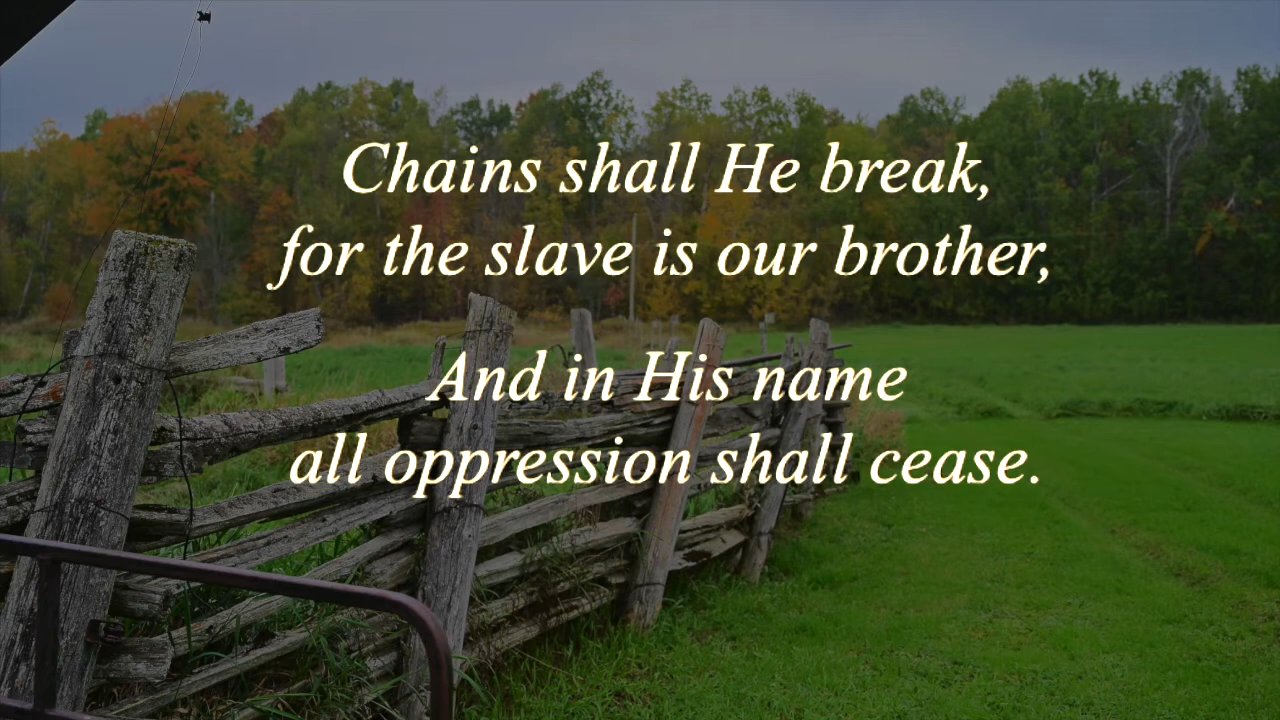 Chains shall He break,
for the slave is our brother,
And in His name
all oppression shall cease.